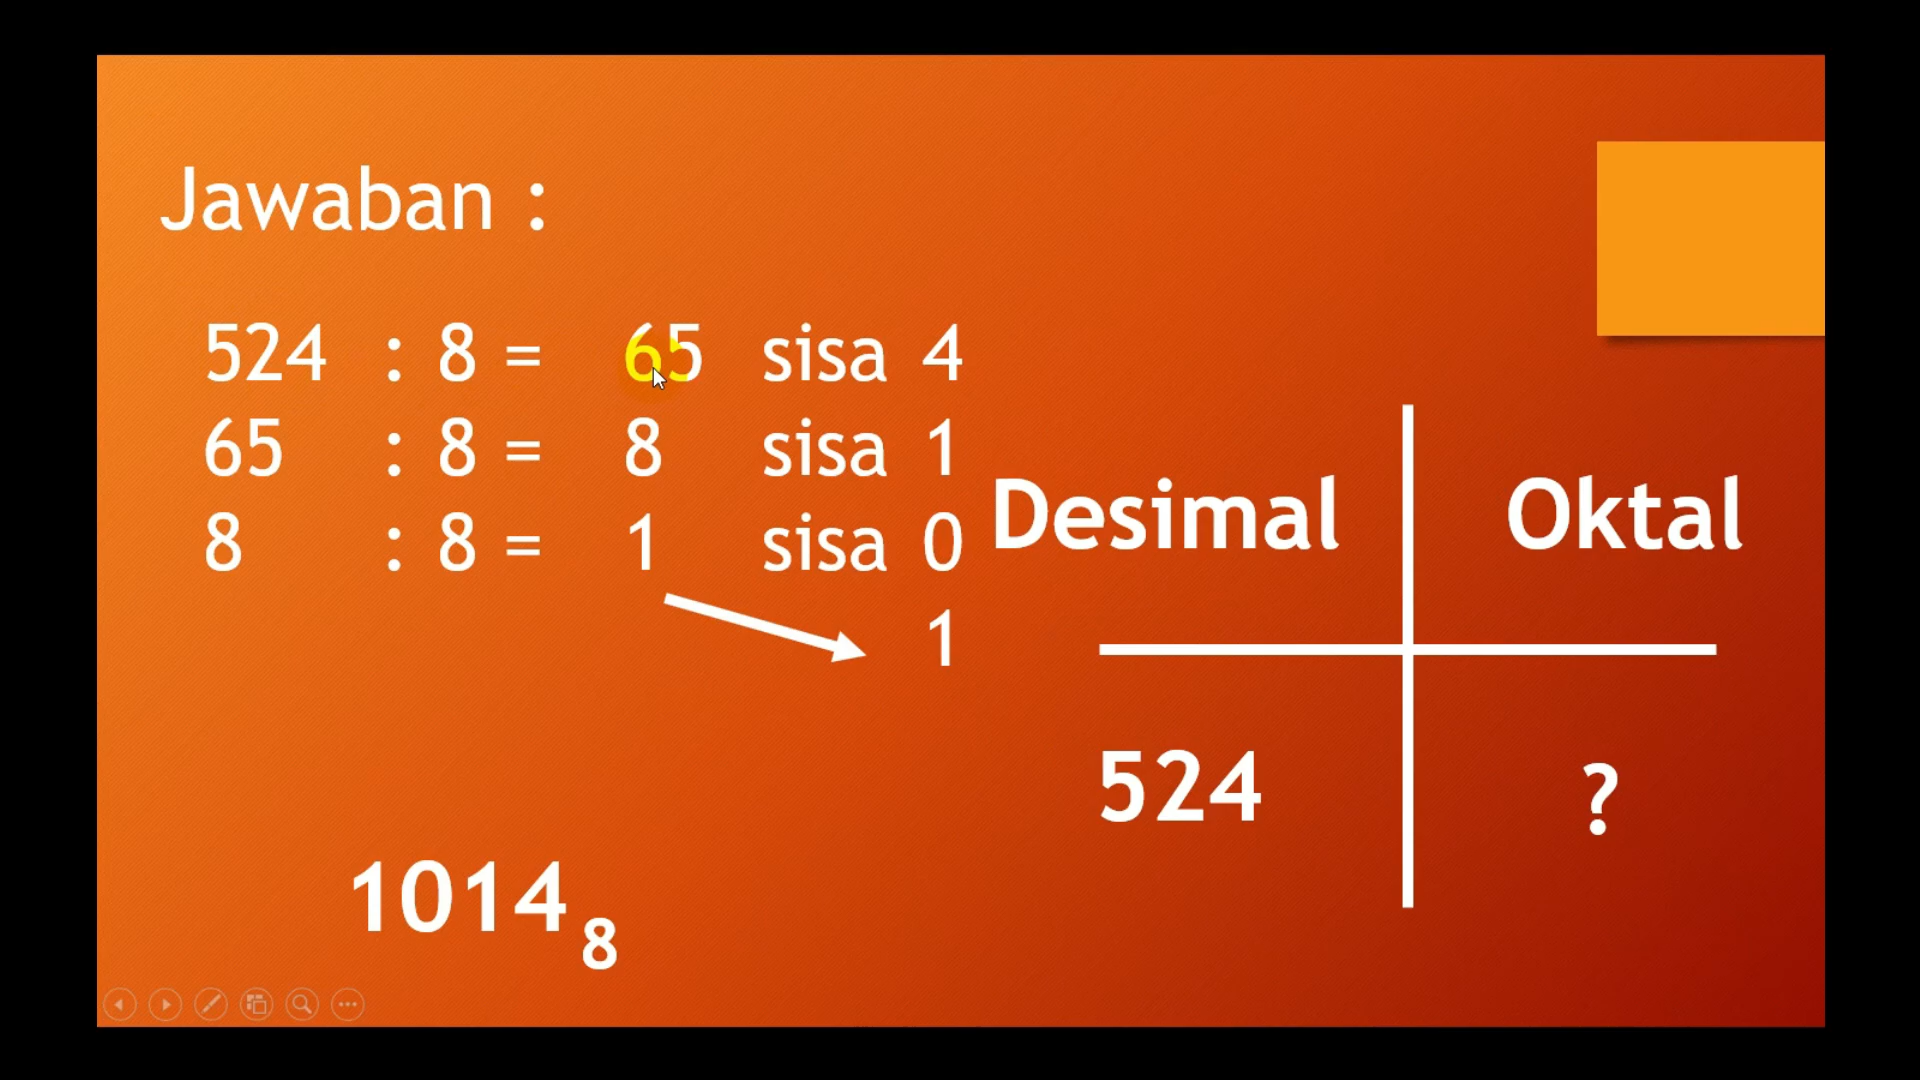 Jawaban :
524 : 8 = 65 sisa 4
65 : 8 = 8 sisa 1
8 : 8 = 1 sisa 0
1
1014 8
Desimal Oktal
524 ?